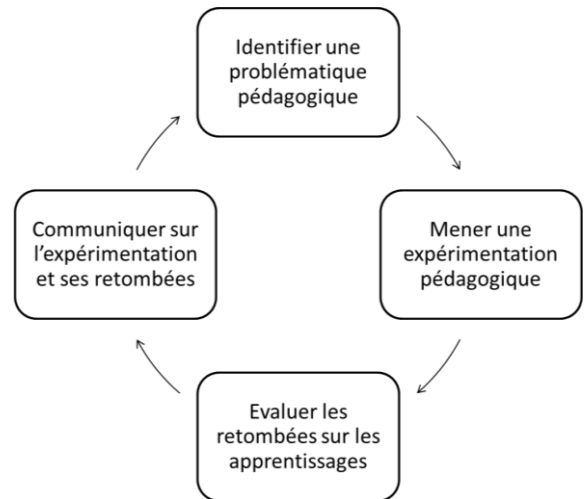 Identifier une
problématique
pédagogique
Mener une
expérimentation
pédagogique
Evaluer les
retombées sur les
apprentissages
Communiquer sur
l'expérimentation
et ses retombées